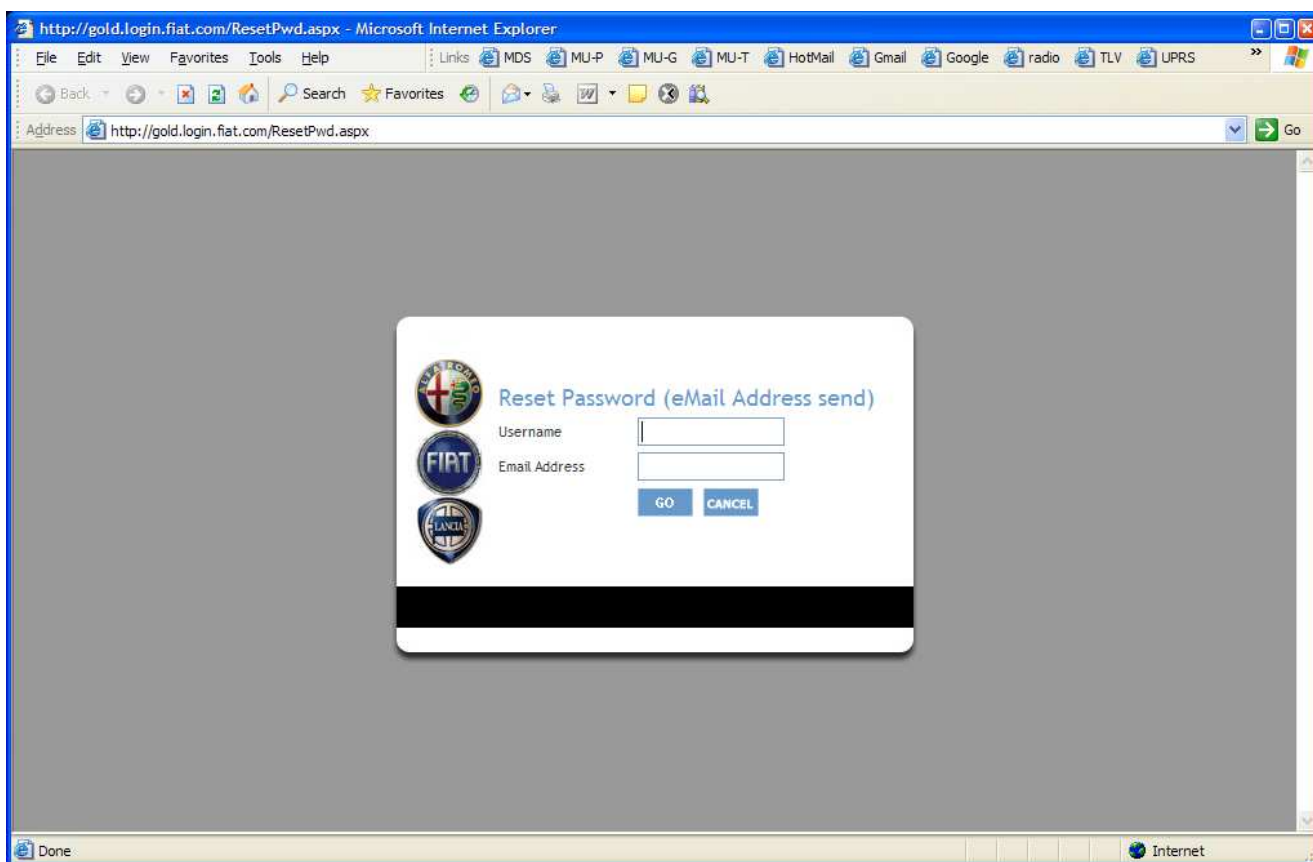 http://gold.login.fiat.com/ResetPwd.aspx - Microsoft Internet Explorer
File Edit View Favorites Tools Help Links MDS MU-P MU-G MU-T HotMail Gmail Google radio TLV UPRS »
Back Search Favorites
Address http://gold.login.fiat.com/ResetPwd.aspx Go
ALFA ROMEO
Reset Password (eMail Address send)
Username
FIAT
Email Address
GO CANCEL
LANCIA
Done Internet